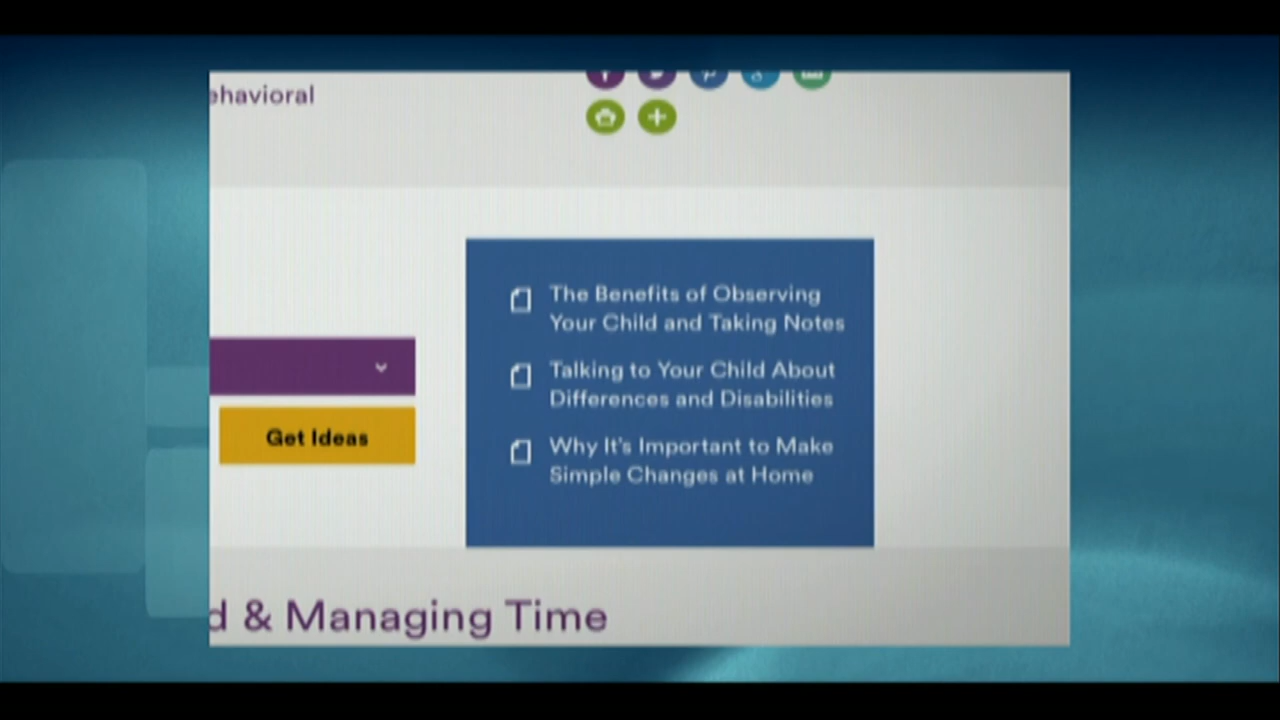 ehavioral
The Benefits of Observing
Your Child and Taking Notes
Talking to Your Child About
Differences and Disabilities
Get Ideas
Why It's Important to Make
Simple Changes at Home
d & Managing Time